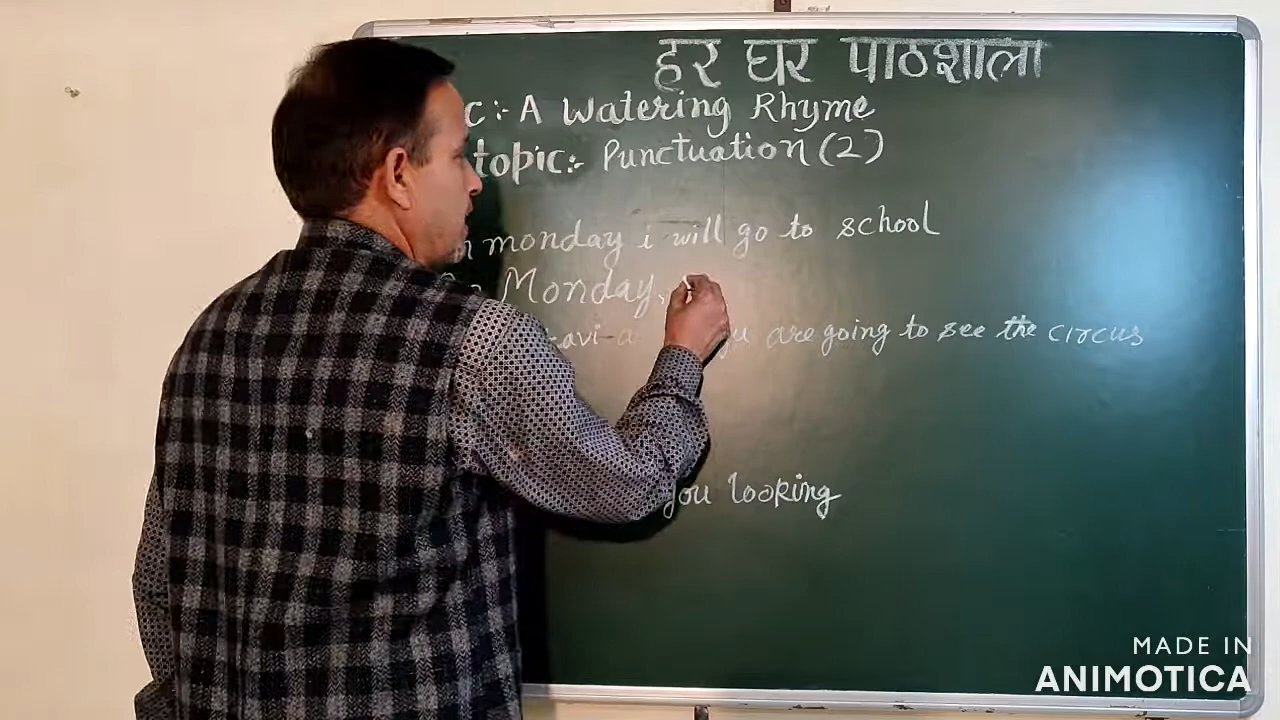 हर घर पाठशाला
c:- A Watering Rhyme
topic:- Punctuation (2)
n monday i will go to school
Monday,
avi a you are going to see the circus
you looking
MADE IN
ANIMOTICA